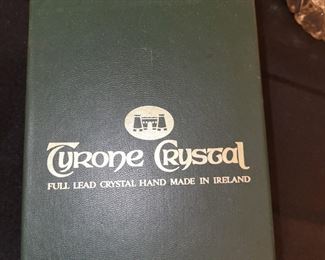 Tyrone Crystal
FULL LEAD CRYSTAL HAND MADE IN IRELAND